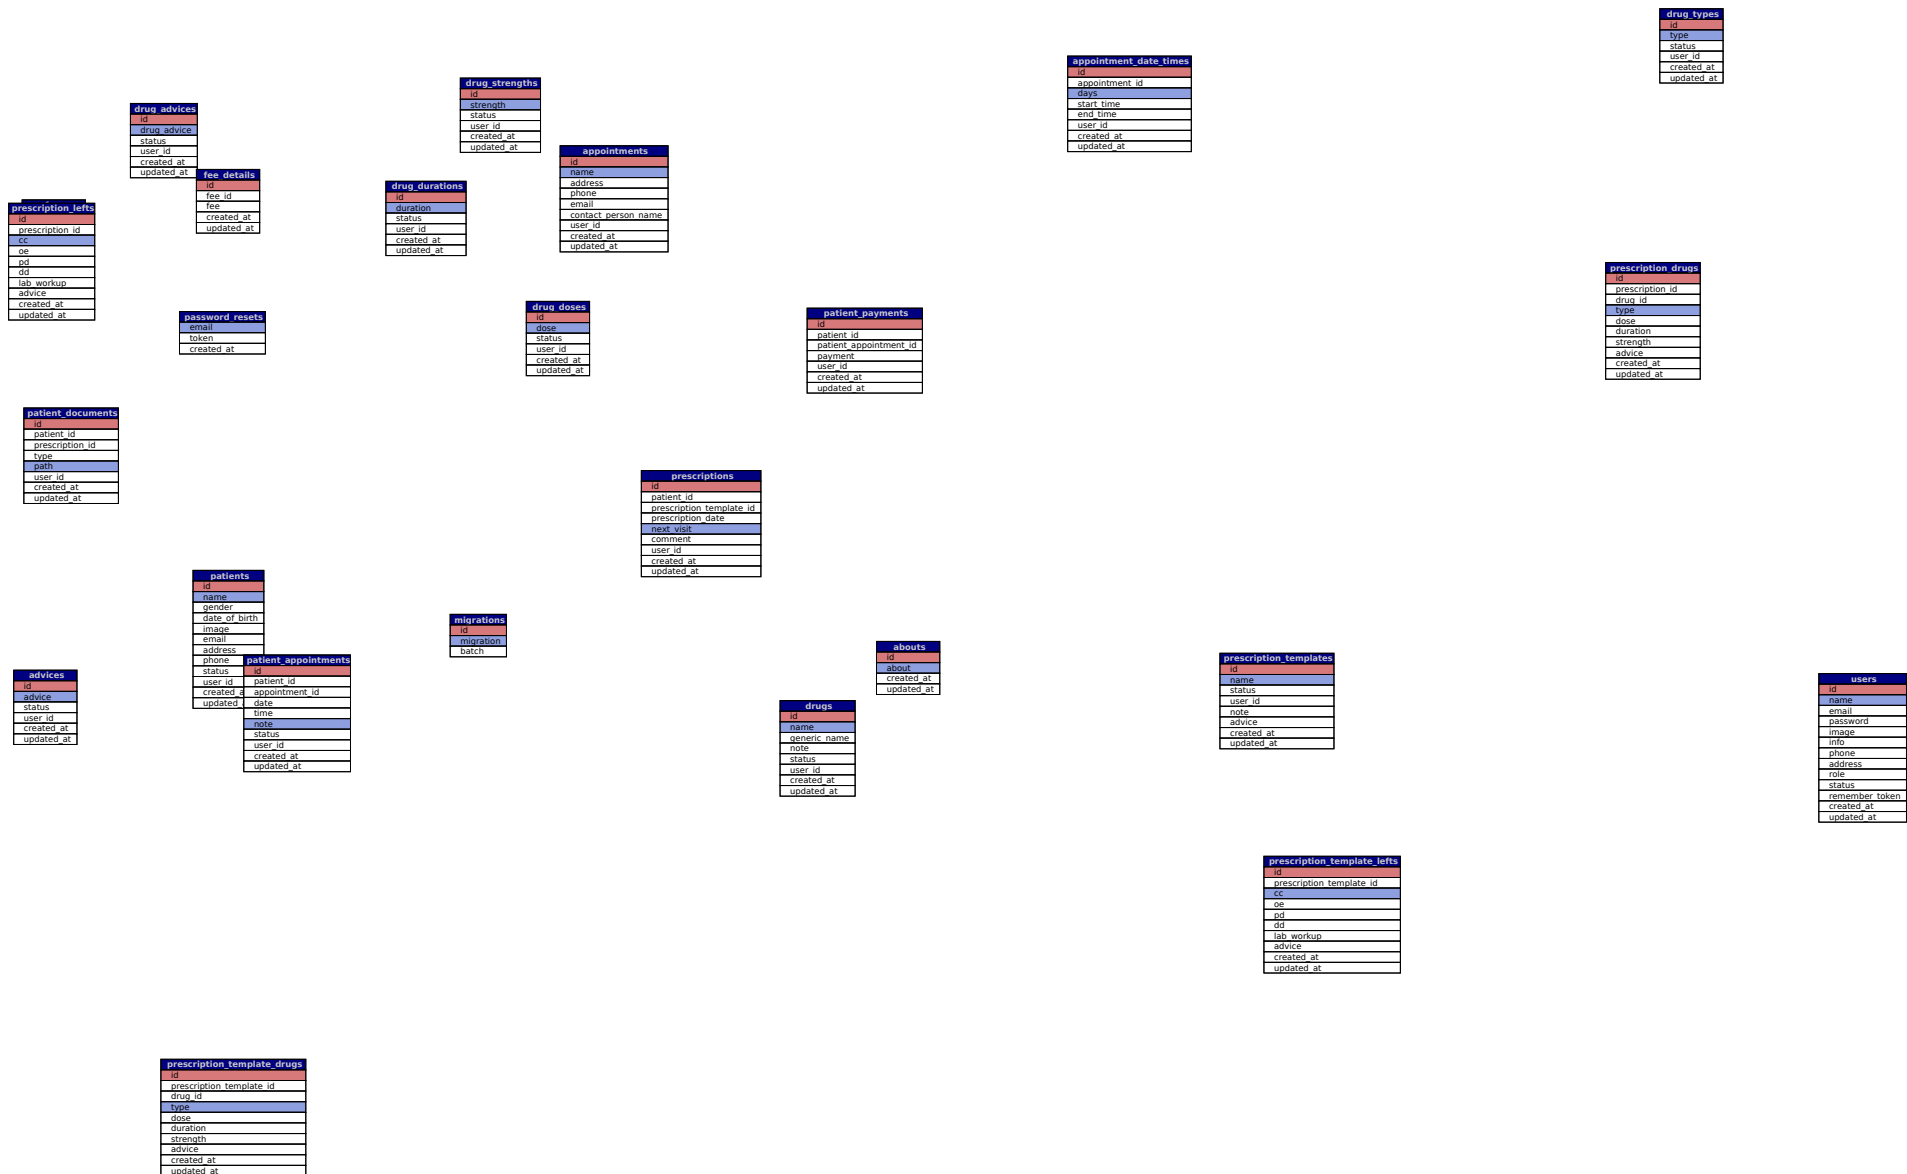 drug_types
id
type
status
user_id
created_at
updated_at
appointment_date_times
id
appointment_id
days
start_time
end_time
user_id
created_at
updated_at
drug_strengths
id
strength
status
user_id
created_at
updated_at
drug_advices
id
drug_advice
status
user_id
created_at
updated_at
appointments
id
name
address
phone
email
contact_person_name
user_id
created_at
updated_at
fee_details
id
fee_id
fee
created_at
updated_at
drug_durations
id
duration
status
user_id
created_at
updated_at
prescription_lefts
id
prescription_id
cc
oe
pd
dd
lab_workup
advice
created_at
updated_at
prescription_drugs
id
prescription_id
drug_id
type
dose
duration
strength
advice
created_at
updated_at
drug_doses
id
dose
status
user_id
created_at
updated_at
patient_payments
id
patient_id
patient_appointment_id
payment
user_id
created_at
updated_at
password_resets
email
token
created_at
patient_documents
id
patient_id
prescription_id
type
path
user_id
created_at
updated_at
prescriptions
id
patient_id
prescription_template_id
prescription_date
next_visit
comment
user_id
created_at
updated_at
patients
id
name
gender
date_of_birth
image
email
address
phone
status
user_id
migrations
id
migration
batch
abouts
id
about
created_at
updated_at
patient_appointments
id
patient_id
appointment_id
date
time
note
status
user_id
created_at
updated_at
prescription_templates
id
name
status
user_id
note
advice
created_at
updated_at
advices
id
advice
status
user_id
created_at
updated_at
users
id
name
email
password
image
info
phone
address
role
status
remember_token
created_at
updated_at
drugs
id
name
generic_name
note
status
user_id
created_at
updated_at
prescription_template_lefts
id
prescription_template_id
cc
oe
pd
dd
lab_workup
advice
created_at
updated_at
prescription_template_drugs
id
prescription_template_id
drug_id
type
dose
duration
strength
advice
created_at
updated_at